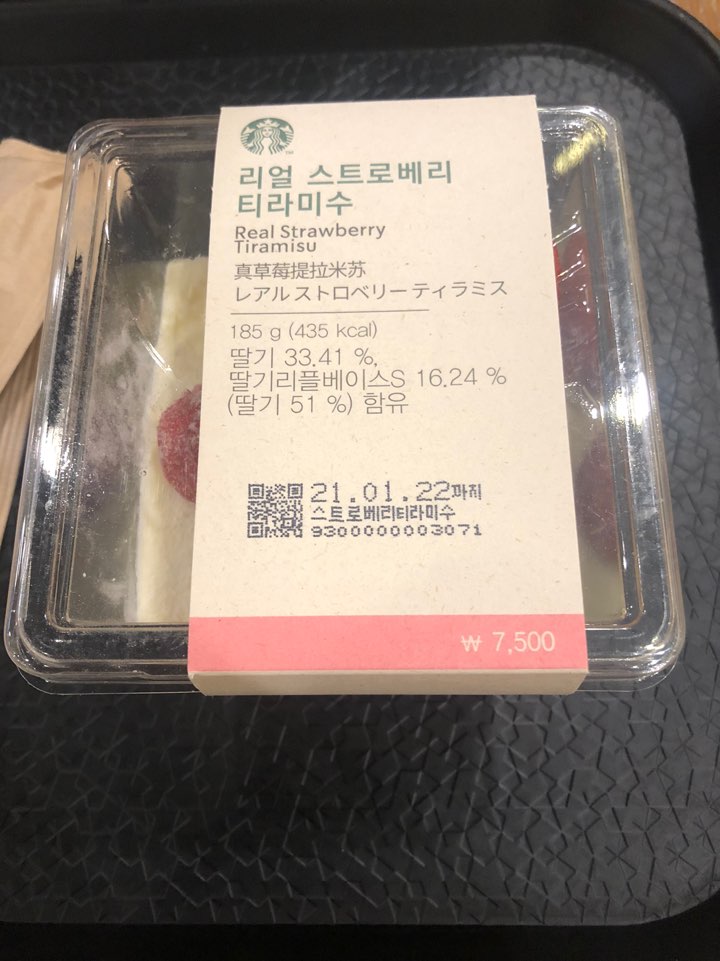 리얼 스트로베리
티라미수
Real Strawberry
Tiramisu
真草莓提拉米苏
レアル ストロベリー ティラミス
185 g (435 kcal)
딸기 33.41 %,
딸기리플베이스S 16.24 %
(딸기 51 %) 함유
21.01.22까지
스트로베리티라미수
9300000003071
₩ 7,500